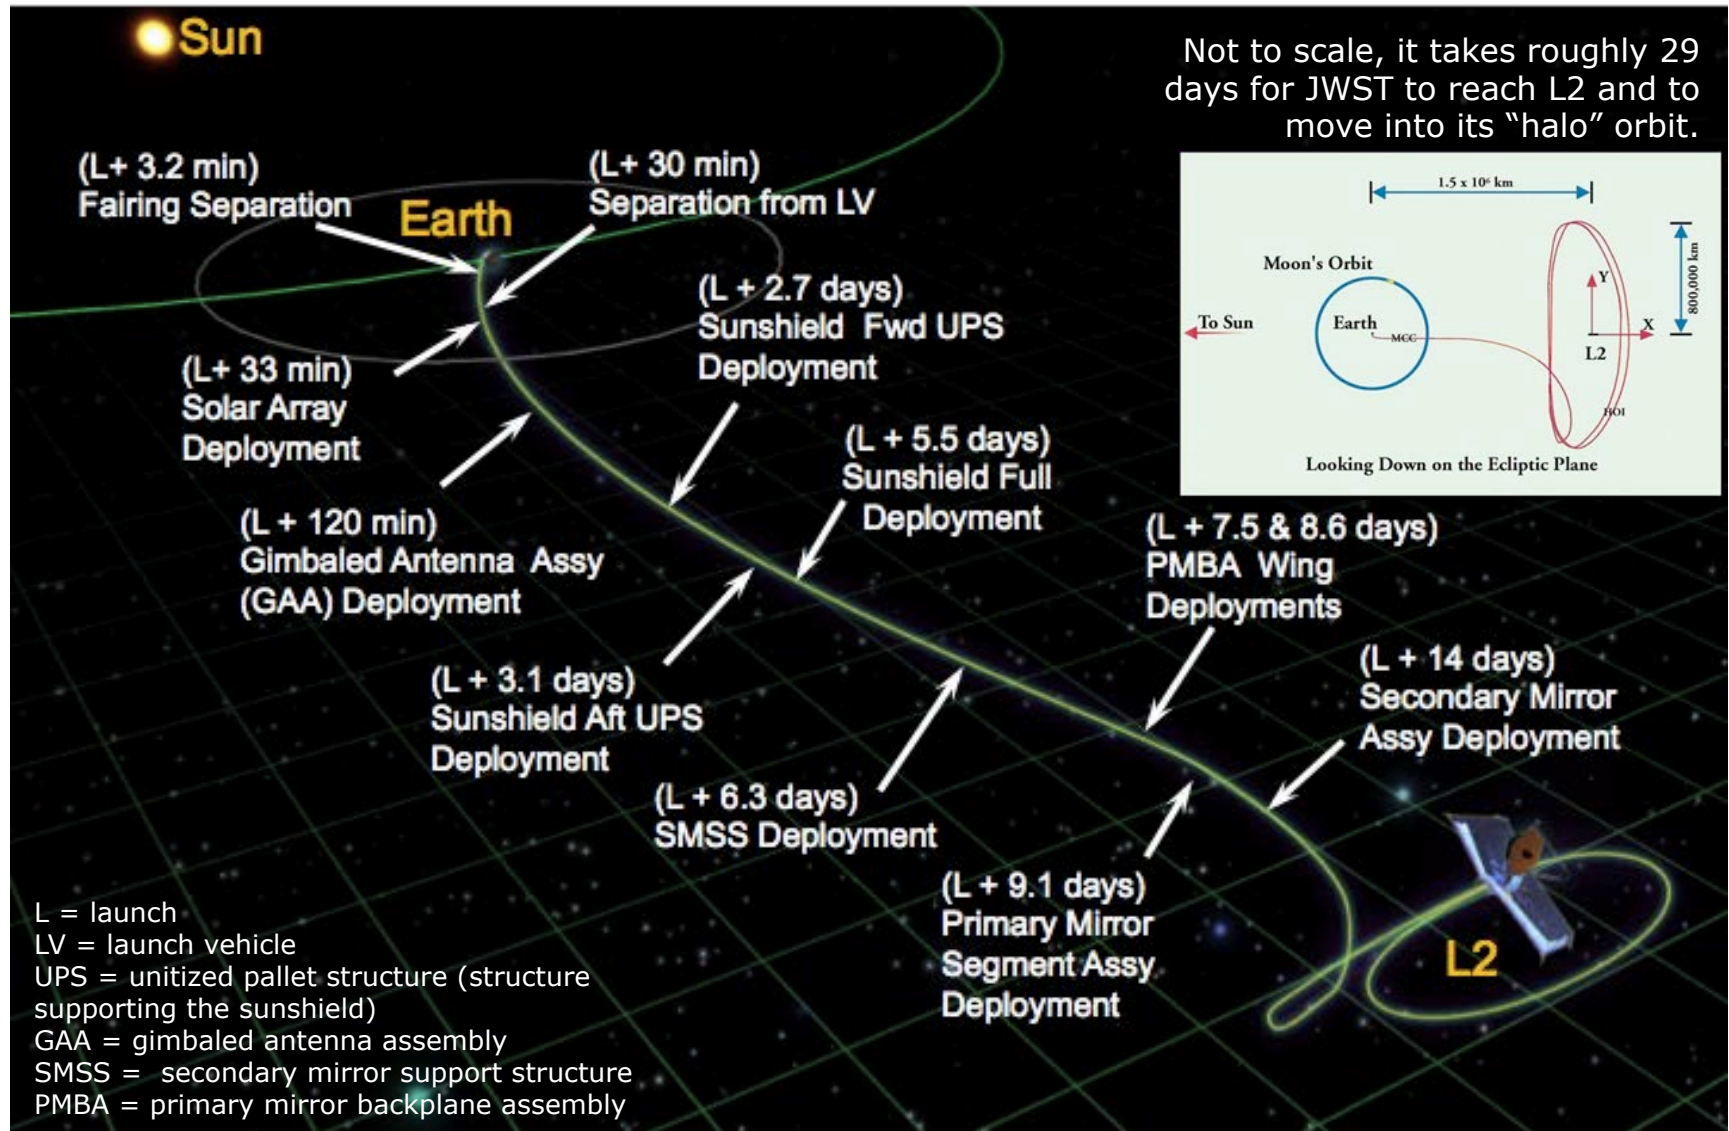 Sun
Not to scale, it takes roughly 29
days for JWST to reach L2 and to
move into its “halo” orbit.
(L+ 3.2 min)
Fairing Separation
Earth
(L+ 30 min)
Separation from LV
(L+ 33 min)
Solar Array
Deployment
(L + 2.7 days)
Sunshield Fwd UPS
Deployment
(L + 120 min)
Gimbaled Antenna Assy
(GAA) Deployment
(L + 5.5 days)
Sunshield Full
Deployment
(L + 3.1 days)
Sunshield Aft UPS
Deployment
(L + 6.3 days)
SMSS Deployment
(L + 7.5 & 8.6 days)
PMBA Wing
Deployments
(L + 9.1 days)
Primary Mirror
Segment Assy
Deployment
(L + 14 days)
Secondary Mirror
Assy Deployment
L2
1.5 x 10⁶ km
800,000 km
Moon's Orbit
To Sun
Earth
MCC
Y
X
L2
HOI
Looking Down on the Ecliptic Plane
L = launch
LV = launch vehicle
UPS = unitized pallet structure (structure
supporting the sunshield)
GAA = gimbaled antenna assembly
SMSS = secondary mirror support structure
PMBA = primary mirror backplane assembly